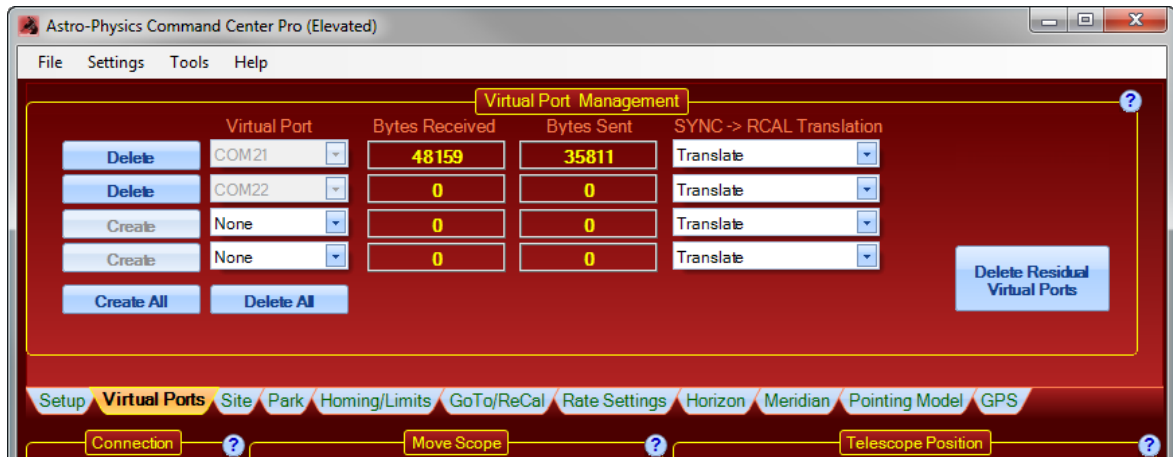 Astro-Physics Command Center Pro (Elevated)
File Settings Tools Help
Virtual Port Management ?
Virtual Port Bytes Received Bytes Sent SYNC -> RCAL Translation
Delete COM21 48159 35811 Translate
Delete COM22 0 0 Translate
Create None 0 0 Translate
Create None 0 0 Translate
Delete Residual
Virtual Ports
Create All Delete All
Setup Virtual Ports Site Park Homing/Limits GoTo/ReCal Rate Settings Horizon Meridian Pointing Model GPS
Connection ? Move Scope ? Telescope Position ?